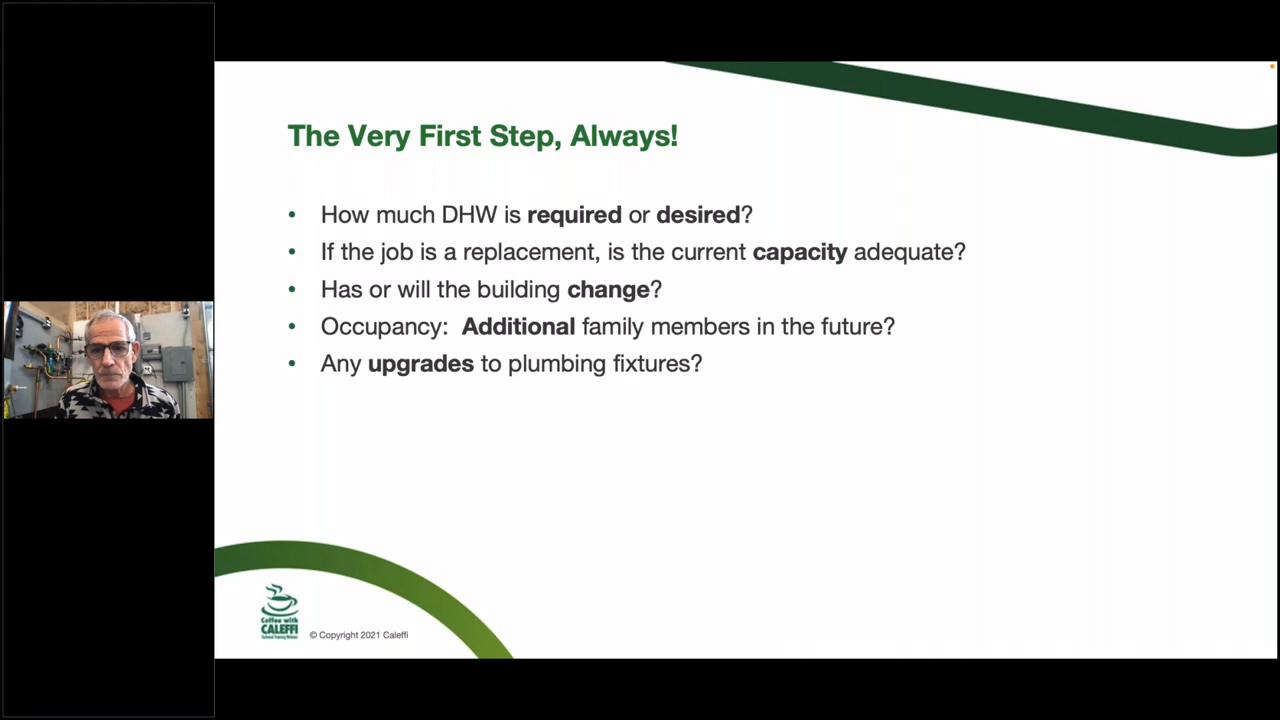 The Very First Step, Always!
• How much DHW is required or desired?
• If the job is a replacement, is the current capacity adequate?
• Has or will the building change?
• Occupancy:  Additional family members in the future?
• Any upgrades to plumbing fixtures?
Coffee with
CALEFFI
© Copyright 2021 Caleffi